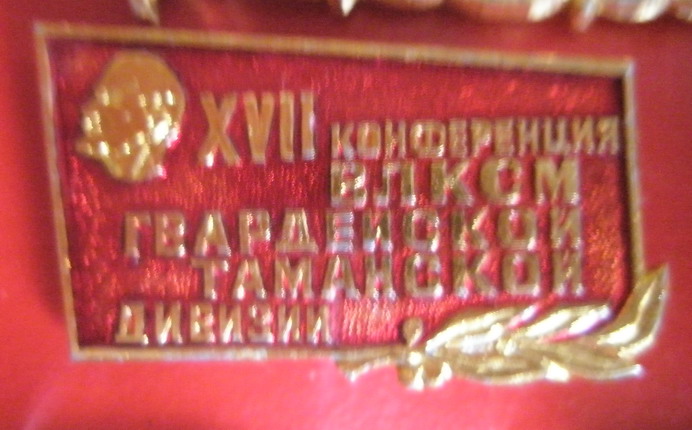 XVII КОНФЕРЕНЦИЯ
ВЛКСМ
ГВАРДЕЙСКОЙ
ТАМАНСКОЙ
ДИВИЗИИ